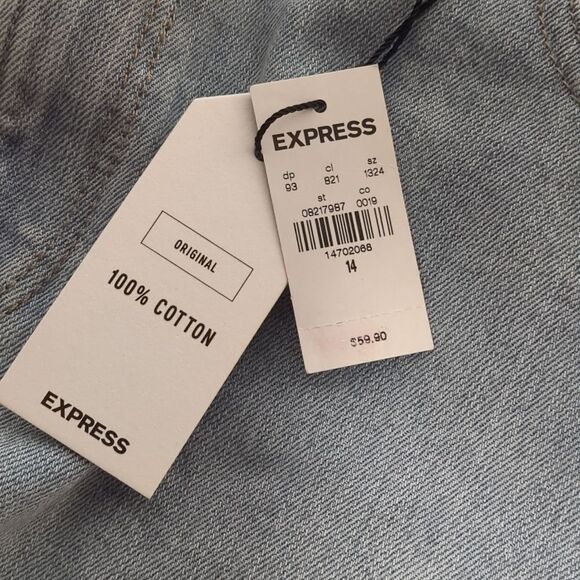 EXPRESS
dp cl sz
93 821 1324
st co
08217987 0019
14702068
14
$59.90
ORIGINAL
100% COTTON
EXPRESS